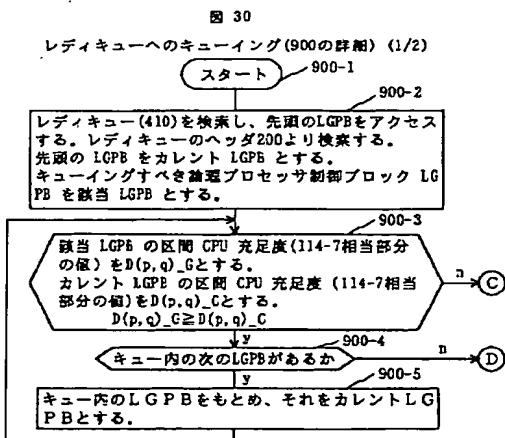 図 30
レディキューへのキューイング(900の詳細) (1/2)
スタート
900-1
900-2
レディキュー(410)を検索し、先頭のLGPBをアクセス
する。レディキューのヘッダ200より検索する。
先頭の LGPB をカレント LGPB とする。
キューイングすべき論理プロセッサ制御ブロック LG
PB を該当 LGPB とする。
900-3
該当 LGPB の区間 CPU 充足度(114-7相当部分
の値) をD(p,q)_Gとする。
カレント LGPB の区間 CPU 充足度 (114-7相当
部分の値)をD(p,q)_Cとする。
D(p,q)_G≧D(p,q)_C
n
C
y
900-4
キュー内の次のLGPBがあるか
n
D
y
900-5
キュー内のLGPBをもとめ、それをカレントLG
PBとする。